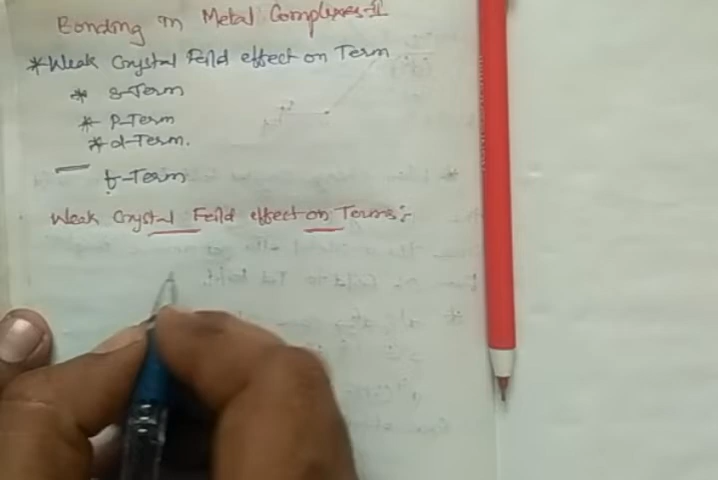 Bonding in Metal Complexes-II
*Weak Crystal Feild effect on Term
* s-Term
* p-Term
* d-Term.
f-Term
Weak Crystal Feild effect on Terms:-